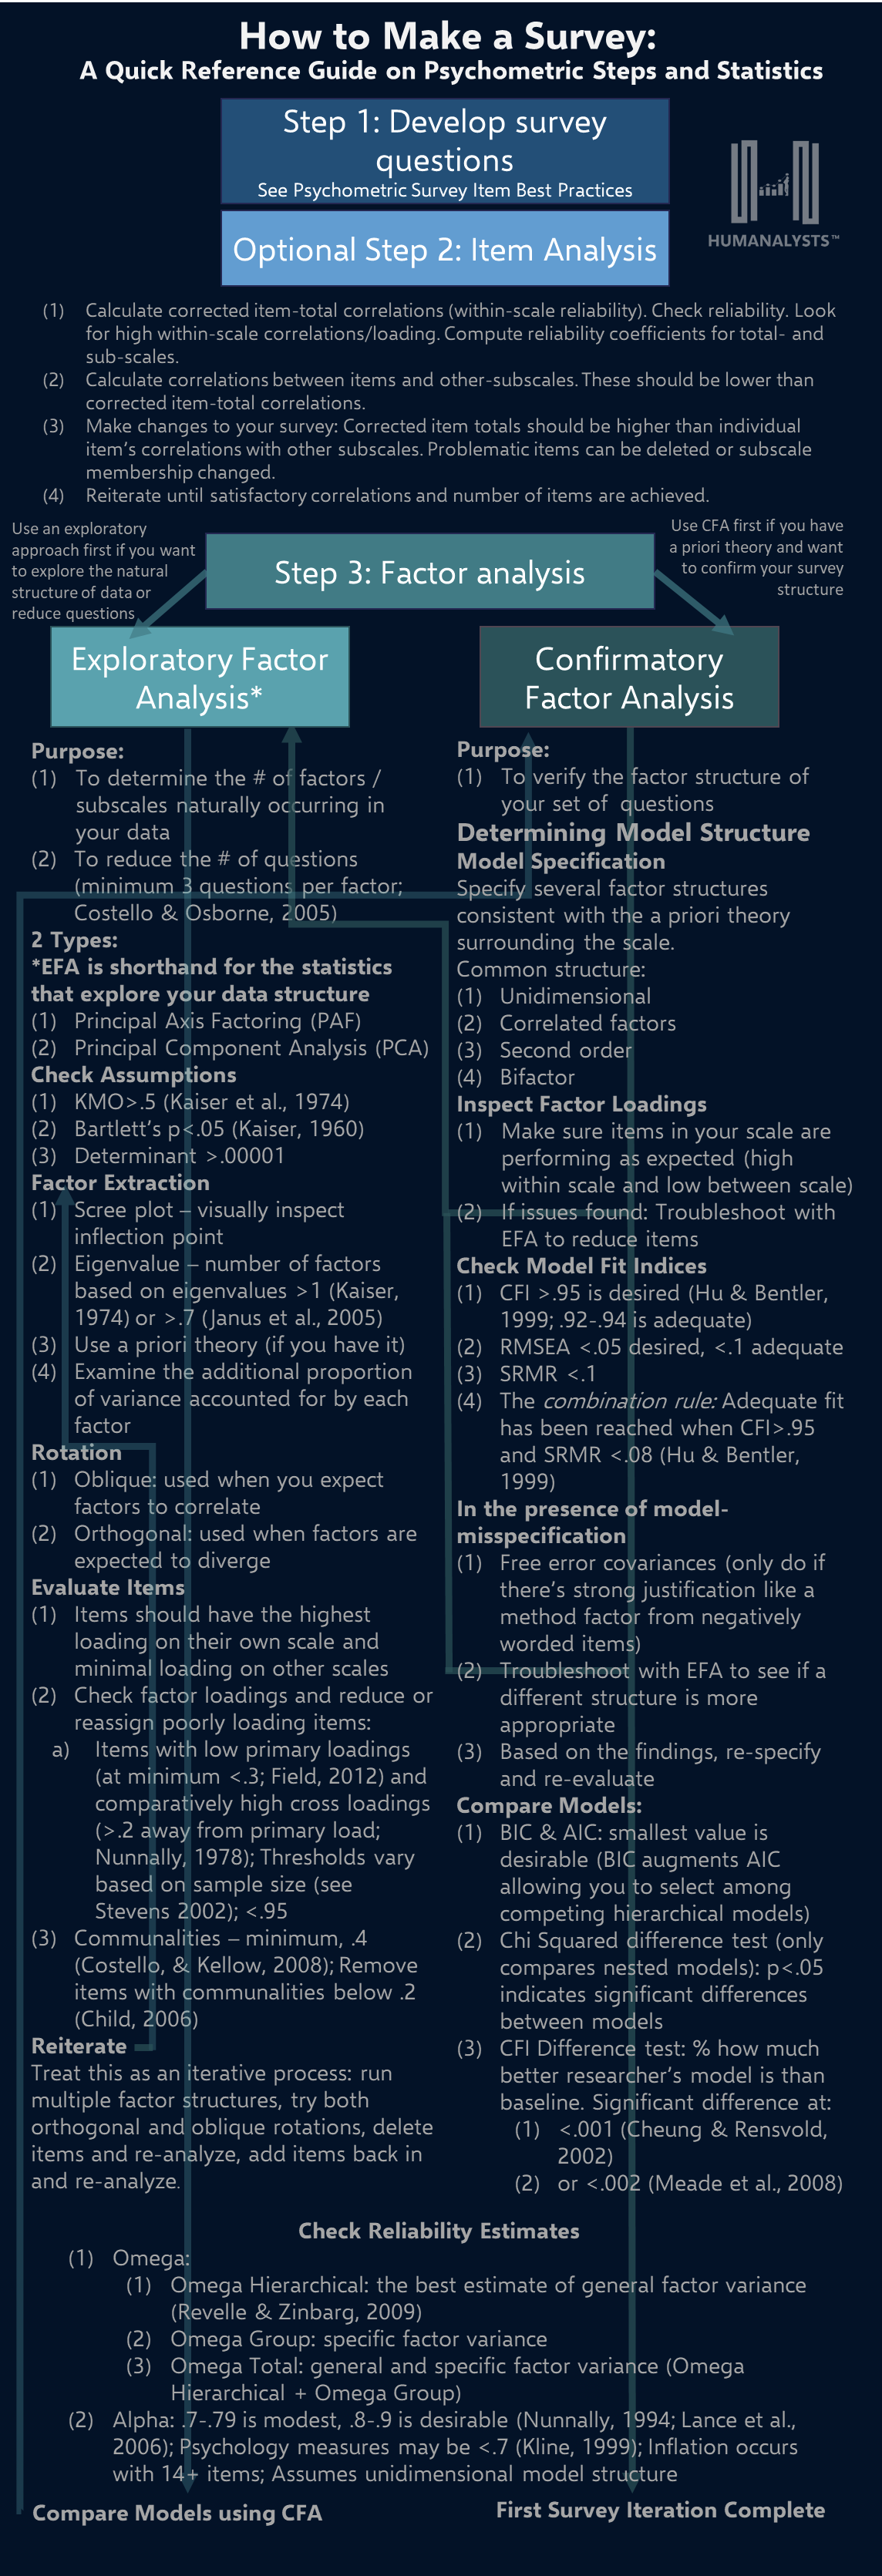 How to Make a Survey:
A Quick Reference Guide on Psychometric Steps and Statistics
Step 1: Develop survey
questions
See Psychometric Survey Item Best Practices
HUMANALYSTS™
Optional Step 2: Item Analysis
(1) Calculate corrected item-total correlations (within-scale reliability). Check reliability. Look
for high within-scale correlations/loading. Compute reliability coefficients for total- and
sub-scales.
(2) Calculate correlations between items and other-subscales. These should be lower than
corrected item-total correlations.
(3) Make changes to your survey: Corrected item totals should be higher than individual
item's correlations with other subscales. Problematic items can be deleted or subscale
membership changed.
(4) Reiterate until satisfactory correlations and number of items are achieved.
Use an exploratory
approach first if you want
to explore the natural
structure of data or
reduce questions
Step 3: Factor analysis
Use CFA first if you have
a priori theory and want
to confirm your survey
structure
Exploratory Factor
Analysis*
Purpose:
(1) To determine the # of factors /
subscales naturally occurring in
your data
(2) To reduce the # of questions
(minimum 3 questions per factor;
Costello & Osborne, 2005)
2 Types:
*EFA is shorthand for the statistics
that explore your data structure
(1) Principal Axis Factoring (PAF)
(2) Principal Component Analysis (PCA)
Check Assumptions
(1) KMO>.5 (Kaiser et al., 1974)
(2) Bartlett's p<.05 (Kaiser, 1960)
(3) Determinant >.00001
Factor Extraction
(1) Scree plot – visually inspect
inflection point
(2) Eigenvalue – number of factors
based on eigenvalues >1 (Kaiser,
1974) or >.7 (Janus et al., 2005)
(3) Use a priori theory (if you have it)
(4) Examine the additional proportion
of variance accounted for by each
factor
Rotation
(1) Oblique: used when you expect
factors to correlate
(2) Orthogonal: used when factors are
expected to diverge
Evaluate Items
(1) Items should have the highest
loading on their own scale and
minimal loading on other scales
(2) Check factor loadings and reduce or
reassign poorly loading items:
a) Items with low primary loadings
(at minimum <.3; Field, 2012) and
comparatively high cross loadings
(>.2 away from primary load;
Nunnally, 1978); Thresholds vary
based on sample size (see
Stevens 2002); <.95
(3) Communalities – minimum, .4
(Costello, & Kellow, 2008); Remove
items with communalities below .2
(Child, 2006)
Reiterate
Treat this as an iterative process: run
multiple factor structures, try both
orthogonal and oblique rotations, delete
items and re-analyze, add items back in
and re-analyze.
Confirmatory
Factor Analysis
Purpose:
(1) To verify the factor structure of
your set of questions
Determining Model Structure
Model Specification
Specify several factor structures
consistent with the a priori theory
surrounding the scale.
Common structure:
(1) Unidimensional
(2) Correlated factors
(3) Second order
(4) Bifactor
Inspect Factor Loadings
(1) Make sure items in your scale are
performing as expected (high
within scale and low between scale)
(2) If issues found: Troubleshoot with
EFA to reduce items
Check Model Fit Indices
(1) CFI >.95 is desired (Hu & Bentler,
1999; .92-.94 is adequate)
(2) RMSEA <.05 desired, <.1 adequate
(3) SRMR <.1
(4) The combination rule: Adequate fit
has been reached when CFI>.95
and SRMR <.08 (Hu & Bentler,
1999)
In the presence of model-
misspecification
(1) Free error covariances (only do if
there's strong justification like a
method factor from negatively
worded items)
(2) Troubleshoot with EFA to see if a
different structure is more
appropriate
(3) Based on the findings, re-specify
and re-evaluate
Compare Models:
(1) BIC & AIC: smallest value is
desirable (BIC augments AIC
allowing you to select among
competing hierarchical models)
(2) Chi Squared difference test (only
compares nested models): p<.05
indicates significant differences
between models
(3) CFI Difference test: % how much
better researcher's model is than
baseline. Significant difference at:
(1) <.001 (Cheung & Rensvold,
2002)
(2) or <.002 (Meade et al., 2008)
Check Reliability Estimates
(1) Omega:
(1) Omega Hierarchical: the best estimate of general factor variance
(Revelle & Zinbarg, 2009)
(2) Omega Group: specific factor variance
(3) Omega Total: general and specific factor variance (Omega
Hierarchical + Omega Group)
(2) Alpha: .7-.79 is modest, .8-.9 is desirable (Nunnally, 1994; Lance et al.,
2006); Psychology measures may be <.7 (Kline, 1999); Inflation occurs
with 14+ items; Assumes unidimensional model structure
Compare Models using CFA
First Survey Iteration Complete